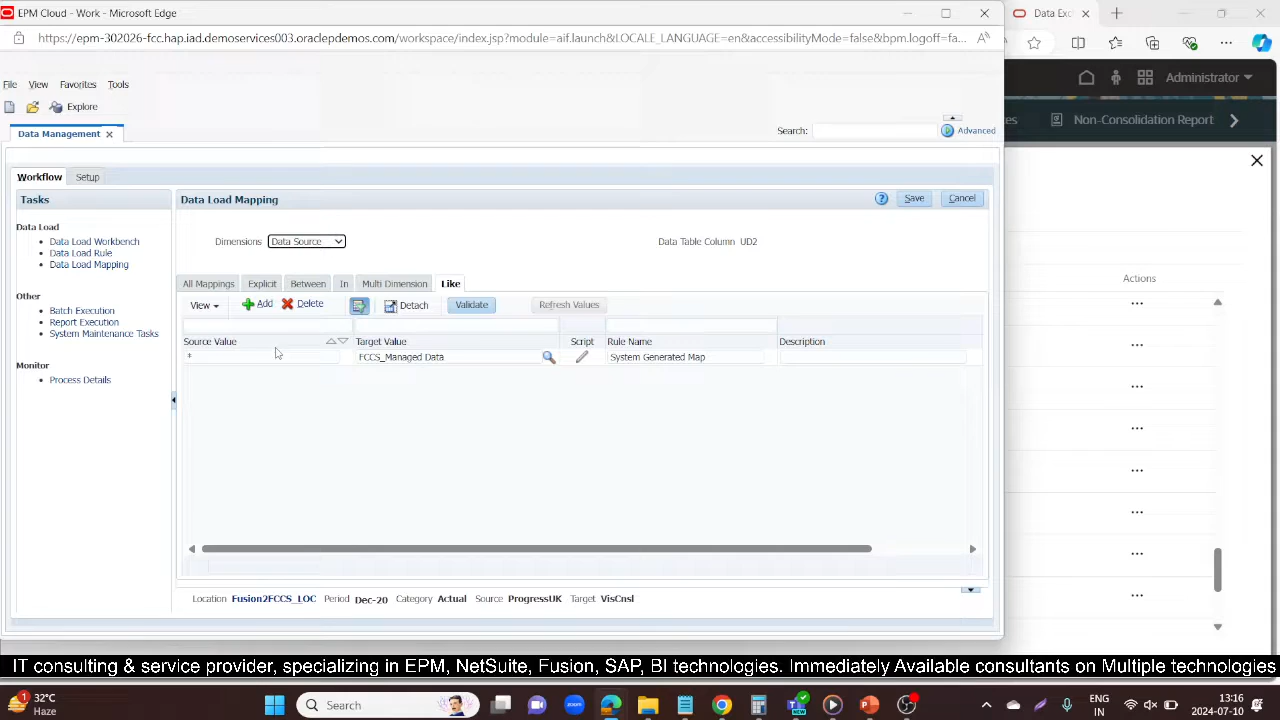 EPM Cloud - Work - Microsoft Edge
Data Exc
https://epm-302026-fcc.hap.iad.demoservices003.oraclepdemos.com/workspace/index.jsp?module=aif.launch&LOCALE_LANGUAGE=en&accessibilityMode=false&bpm.logoff=fa...
Administrator
File View Favorites Tools
Explore
Non-Consolidation Report
Data Management
Search:
Advanced
Workflow Setup
Tasks
Data Load Mapping
Save Cancel
Data Load
Data Load Workbench
Data Load Rule
Data Load Mapping
Dimensions Data Source
Data Table Column UD2
Other
Batch Execution
Report Execution
System Maintenance Tasks
Monitor
Process Details
All Mappings Explicit Between In Multi Dimension Like
View Add Delete Detach Validate Refresh Values
Source Value Target Value Script Rule Name Description
* FCCS_Managed Data System Generated Map
Location Fusion2FCCS_LOC Period Dec-20 Category Actual Source ProgressUK Target VisCnsl
Actions
IT consulting & service provider, specializing in EPM, NetSuite, Fusion, SAP, BI technologies. Immediately Available consultants on Multiple technologies
32°C
Haze
Search
ENG
IN
13:16
2024-07-10